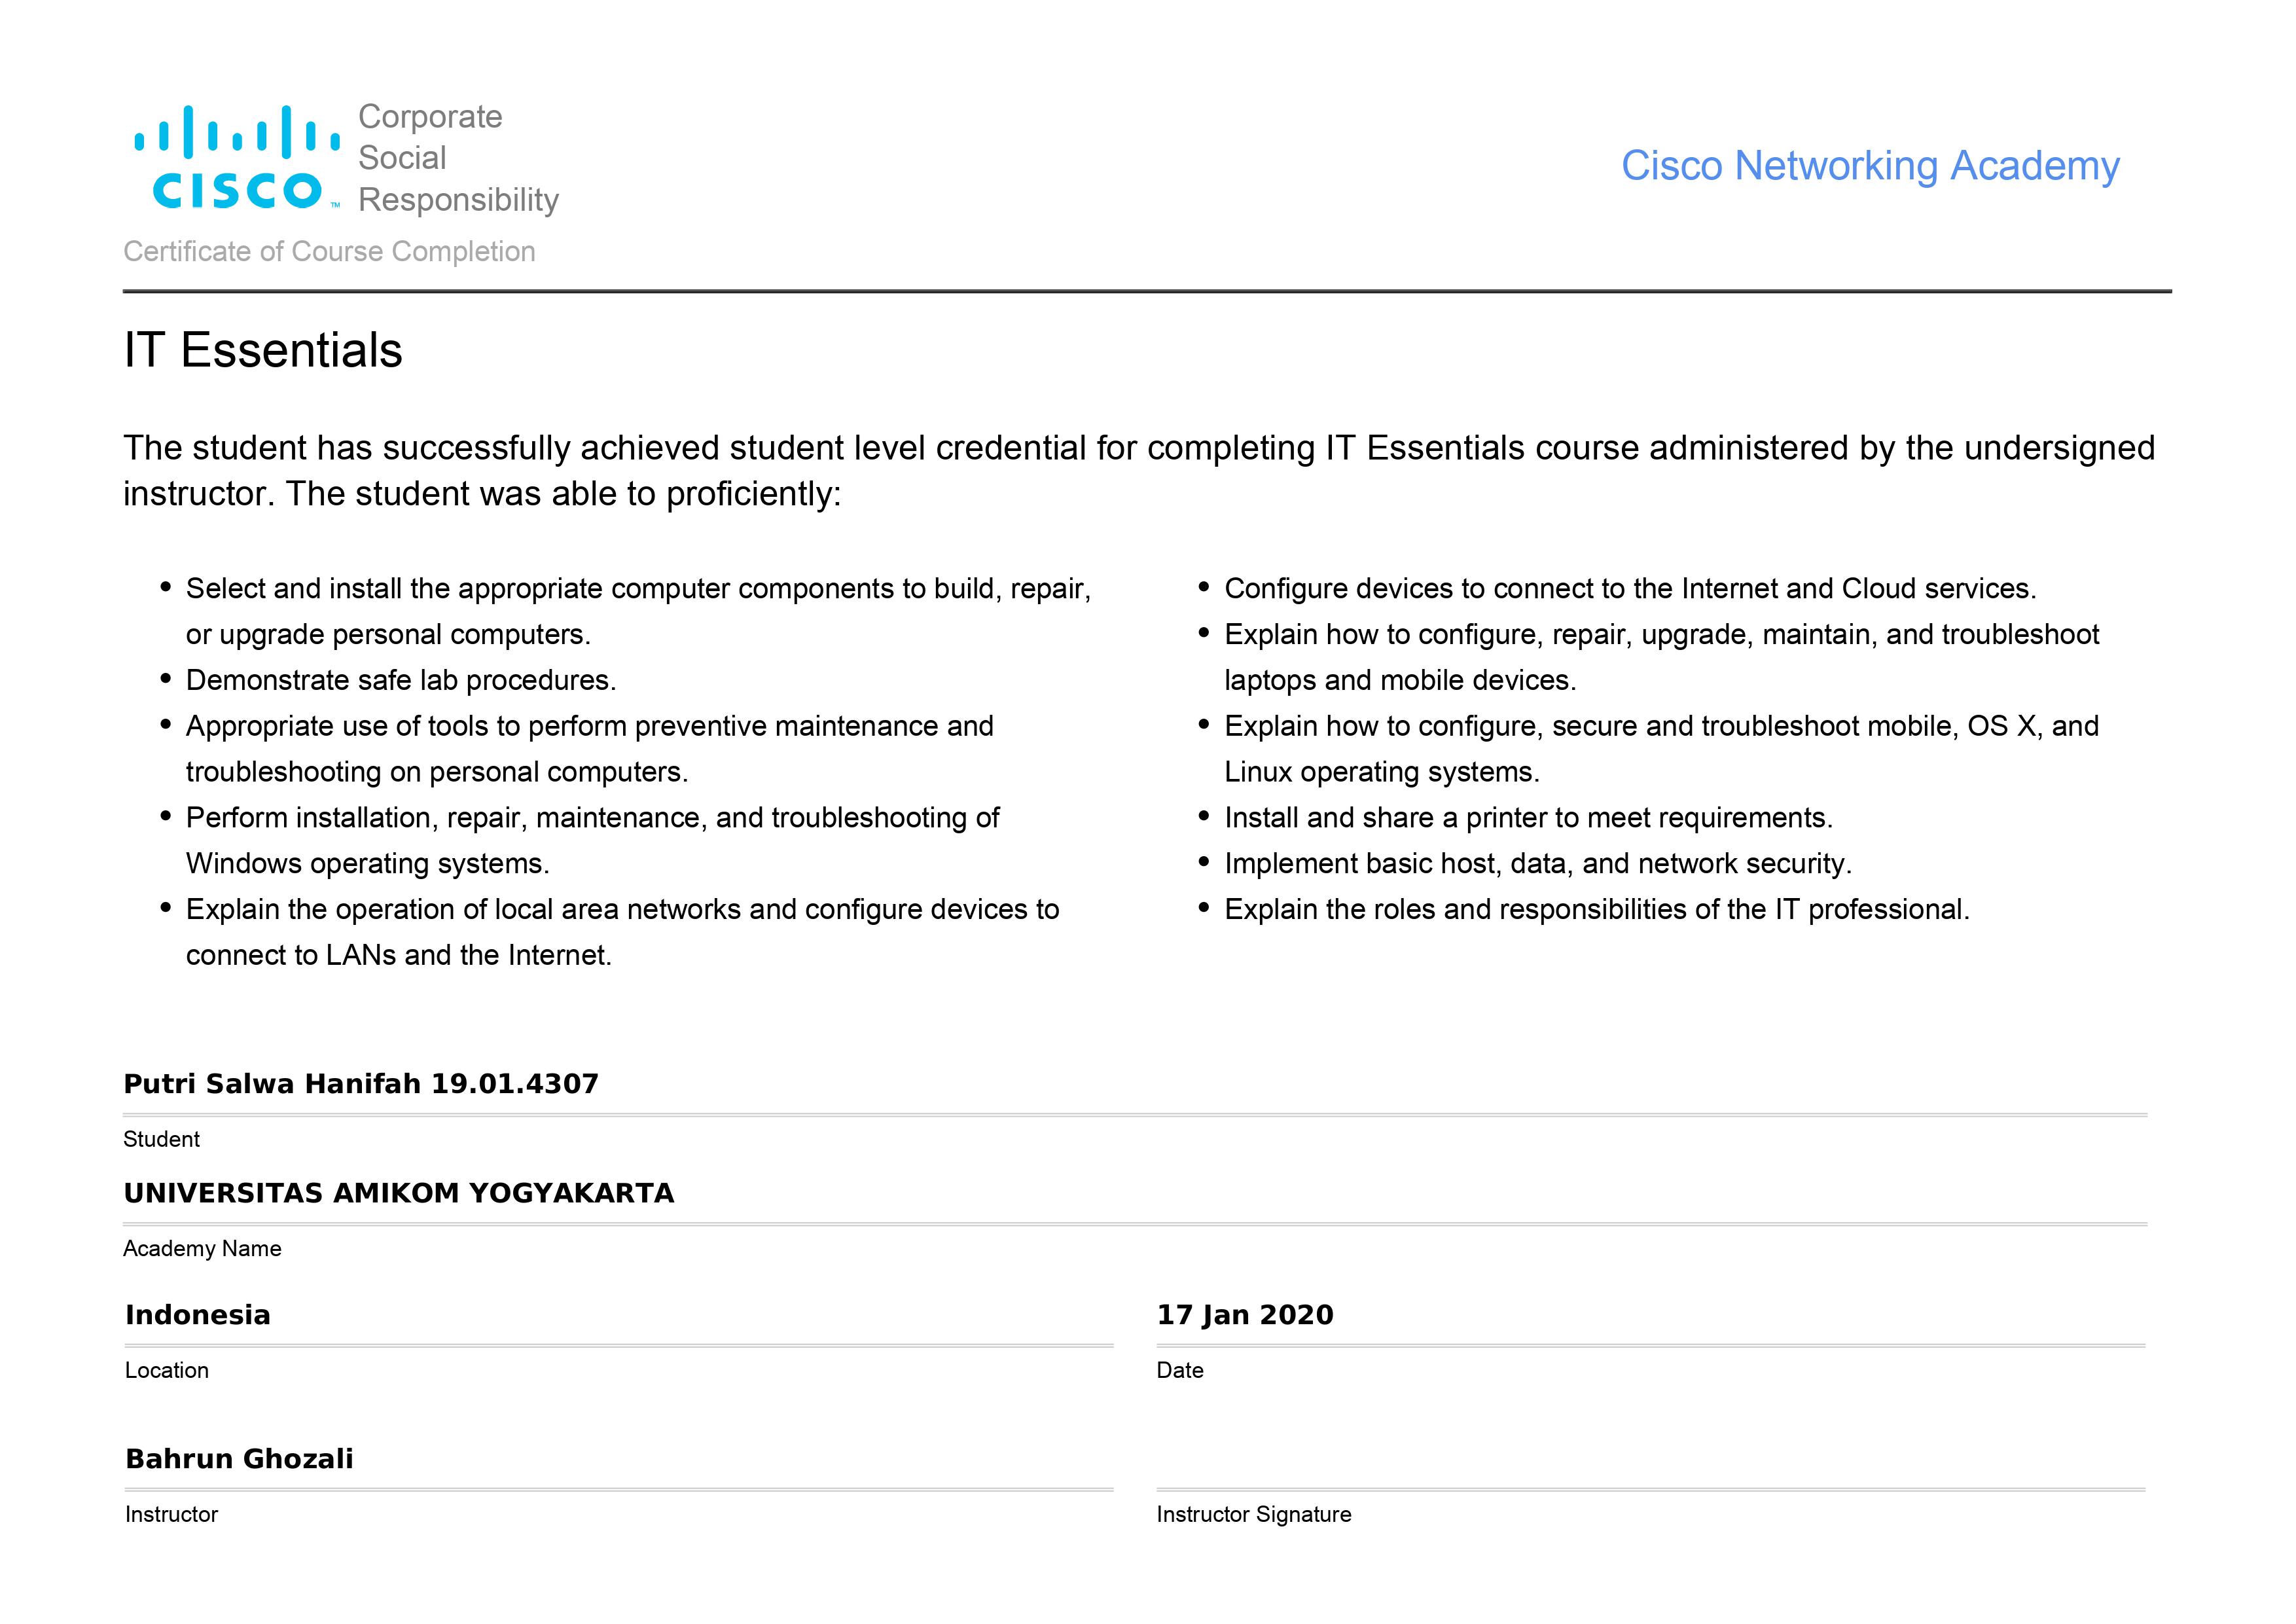 Corporate
Social
Responsibility
CISCO™
Cisco Networking Academy
Certificate of Course Completion
IT Essentials
The student has successfully achieved student level credential for completing IT Essentials course administered by the undersigned
instructor. The student was able to proficiently:
• Select and install the appropriate computer components to build, repair,
or upgrade personal computers.
• Demonstrate safe lab procedures.
• Appropriate use of tools to perform preventive maintenance and
troubleshooting on personal computers.
• Perform installation, repair, maintenance, and troubleshooting of
Windows operating systems.
• Explain the operation of local area networks and configure devices to
connect to LANs and the Internet.
• Configure devices to connect to the Internet and Cloud services.
• Explain how to configure, repair, upgrade, maintain, and troubleshoot
laptops and mobile devices.
• Explain how to configure, secure and troubleshoot mobile, OS X, and
Linux operating systems.
• Install and share a printer to meet requirements.
• Implement basic host, data, and network security.
• Explain the roles and responsibilities of the IT professional.
Putri Salwa Hanifah 19.01.4307
Student
UNIVERSITAS AMIKOM YOGYAKARTA
Academy Name
Indonesia
Location
17 Jan 2020
Date
Bahrun Ghozali
Instructor
Instructor Signature